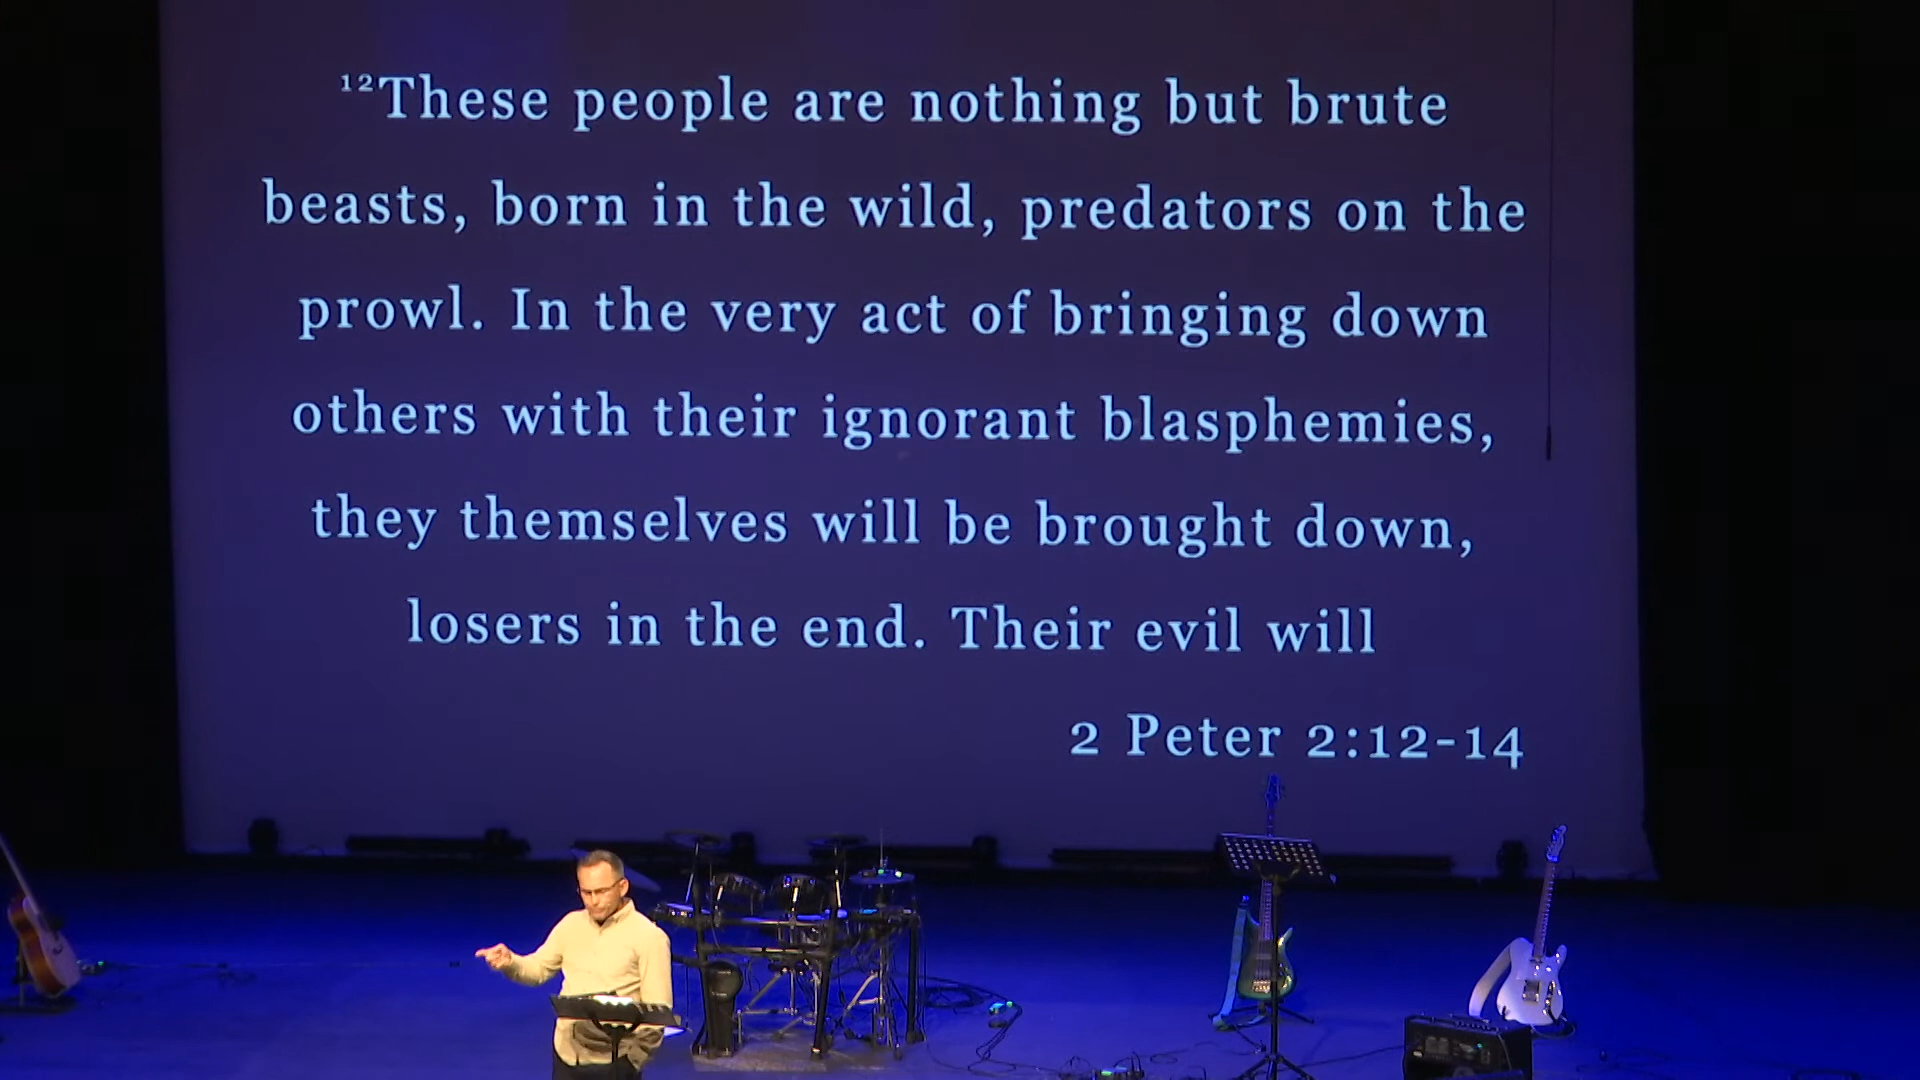 ¹²These people are nothing but brute
beasts, born in the wild, predators on the
prowl. In the very act of bringing down
others with their ignorant blasphemies,
they themselves will be brought down,
losers in the end. Their evil will
2 Peter 2:12-14